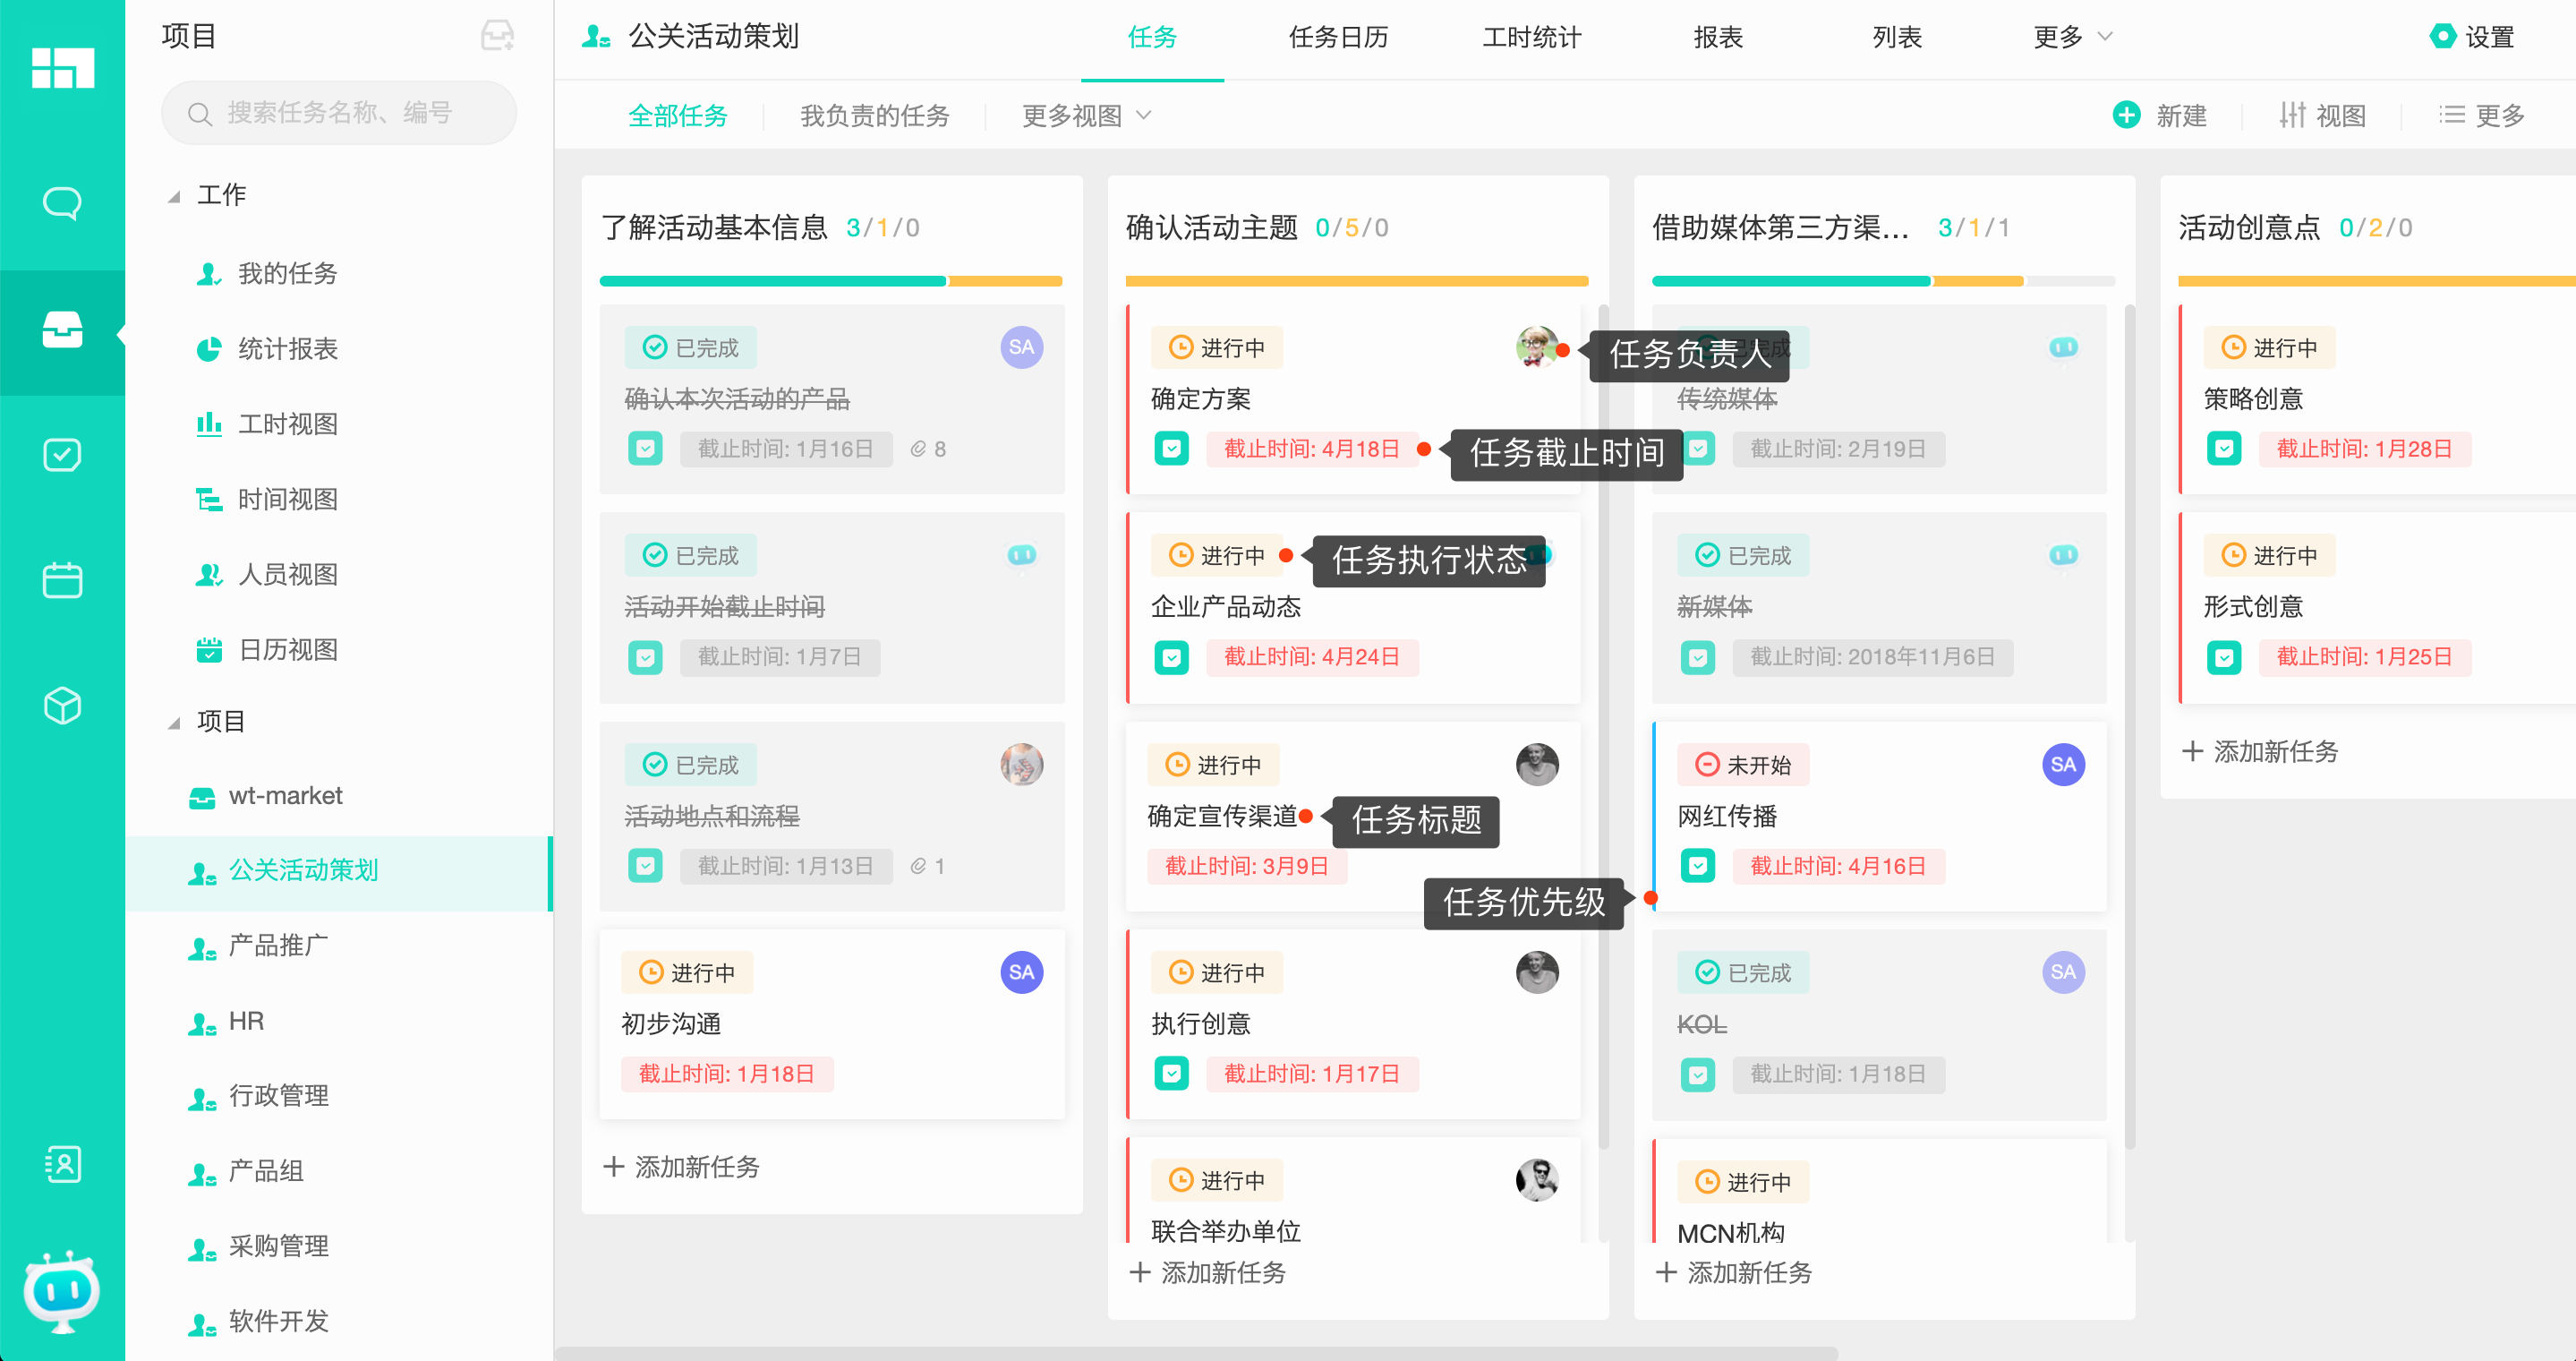 项目
搜索任务名称、编号
工作
我的任务
统计报表
工时视图
时间视图
人员视图
日历视图
项目
wt-market
公关活动策划
产品推广
HR
行政管理
产品组
采购管理
软件开发
公关活动策划
任务
任务日历
工时统计
报表
列表
更多
设置
全部任务
我负责的任务
更多视图
新建
视图
更多
了解活动基本信息 3/1/0
已完成
SA
确认本次活动的产品
截止时间: 1月16日
8
已完成
活动开始截止时间
截止时间: 1月7日
已完成
活动地点和流程
截止时间: 1月13日
1
进行中
SA
初步沟通
截止时间: 1月18日
添加新任务
确认活动主题 0/5/0
进行中
任务负责人
确定方案
截止时间: 4月18日
任务截止时间
进行中
任务执行状态
企业产品动态
截止时间: 4月24日
进行中
确定宣传渠道
任务标题
截止时间: 3月9日
任务优先级
进行中
执行创意
截止时间: 1月17日
进行中
联合举办单位
添加新任务
借助媒体第三方渠... 3/1/1
已完成
传统媒体
截止时间: 2月19日
已完成
新媒体
截止时间: 2018年11月6日
未开始
SA
网红传播
截止时间: 4月16日
已完成
SA
KOL
截止时间: 1月18日
进行中
MCN机构
添加新任务
活动创意点 0/2/0
进行中
策略创意
截止时间: 1月28日
进行中
形式创意
截止时间: 1月25日
添加新任务